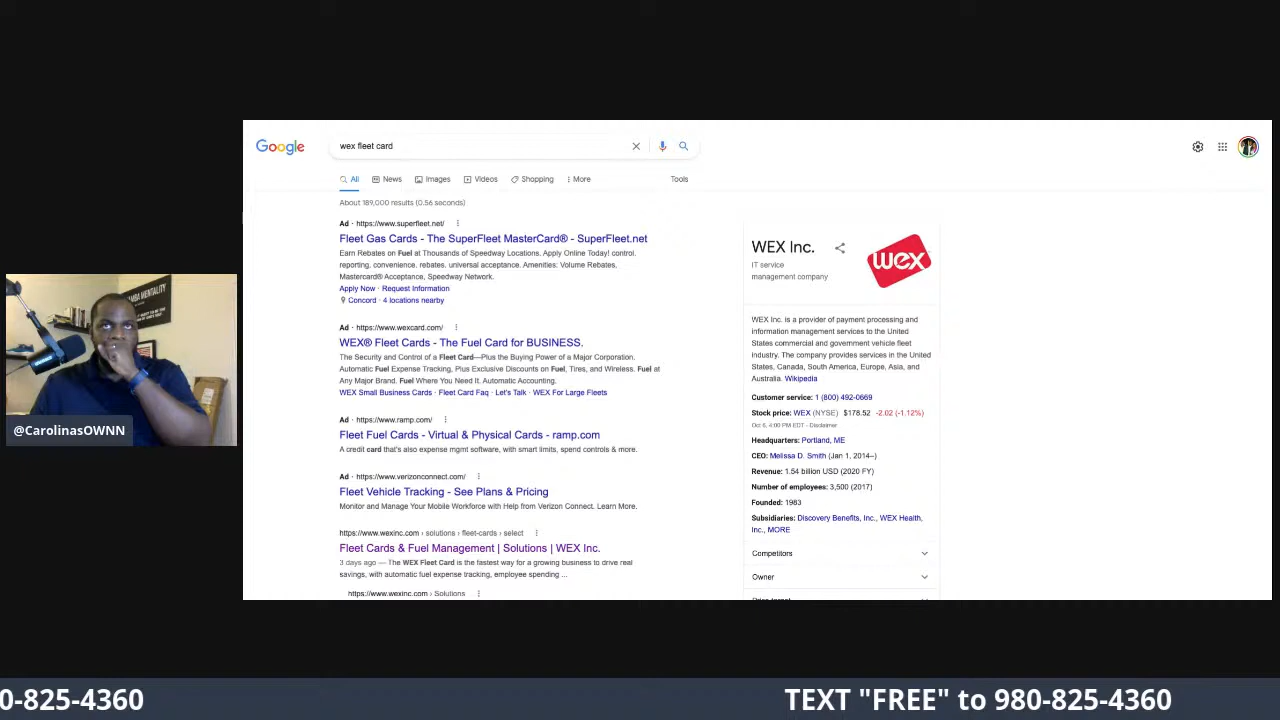 Google
wex fleet card
All
News
Images
Videos
Shopping
More
Tools
About 189,000 results (0.56 seconds)
Ad · https://www.superfleet.net/
Fleet Gas Cards - The SuperFleet MasterCard® - SuperFleet.net
Earn Rebates on Fuel at Thousands of Speedway Locations. Apply Online Today! control.
reporting, convenience. rebates. universal acceptance. Amenities: Volume Rebates,
Mastercard® Acceptance, Speedway Network.
Apply Now · Request Information
Concord · 4 locations nearby
Ad · https://www.wexcard.com/
WEX® Fleet Cards - The Fuel Card for BUSINESS.
The Security and Control of a Fleet Card—Plus the Buying Power of a Major Corporation.
Automatic Fuel Expense Tracking, Plus Exclusive Discounts on Fuel, Tires, and Wireless. Fuel at
Any Major Brand. Fuel Where You Need It. Automatic Accounting.
WEX Small Business Cards · Fleet Card Faq · Let's Talk · WEX For Large Fleets
Ad · https://www.ramp.com/
Fleet Fuel Cards - Virtual & Physical Cards - ramp.com
A credit card that's also expense mgmt software, with smart limits, spend controls & more.
Ad · https://www.verizonconnect.com/
Fleet Vehicle Tracking - See Plans & Pricing
Monitor and Manage Your Mobile Workforce with Help from Verizon Connect. Learn More.
https://www.wexinc.com › solutions › fleet-cards › select
Fleet Cards & Fuel Management | Solutions | WEX Inc.
3 days ago — The WEX Fleet Card is the fastest way for a growing business to drive real
savings, with automatic fuel expense tracking, employee spending ...
https://www.wexinc.com › Solutions
WEX Inc.
IT service
management company
wex
WEX Inc. is a provider of payment processing and
information management services to the United
States commercial and government vehicle fleet
industry. The company provides services in the United
States, Canada, South America, Europe, Asia, and
Australia. Wikipedia
Customer service: 1 (800) 492-0669
Stock price: WEX (NYSE) $178.52 -2.02 (-1.12%)
Oct 6, 4:00 PM EDT - Disclaimer
Headquarters: Portland, ME
CEO: Melissa D. Smith (Jan 1, 2014–)
Revenue: 1.54 billion USD (2020 FY)
Number of employees: 3,500 (2017)
Founded: 1983
Subsidiaries: Discovery Benefits, Inc., WEX Health,
Inc., MORE
Competitors
Owner
MENTALITY
@CarolinasOWNN
0-825-4360
TEXT "FREE" to 980-825-4360